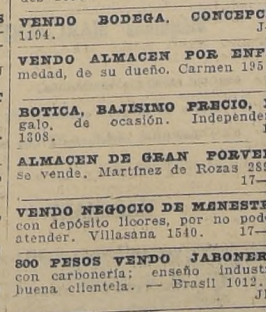 VENDO BODEGA, CONCEPC
1194.
VENDO ALMACEN POR ENF
medad, de su dueño. Carmen 195
BOTICA, BAJISIMO PRECIO,
galo, de ocasión. Independe
1308.
ALMACEN DE GRAN PORVE
se vende. Martínez de Rozas 28
17—
VENDO NEGOCIO DE MENEST
con depósito licores, por no pod
atender. Villasana 1540. 17—
800 PESOS VENDO JABONER
con carbonería; enseño indust
buena clientela. — Brasil 1012.